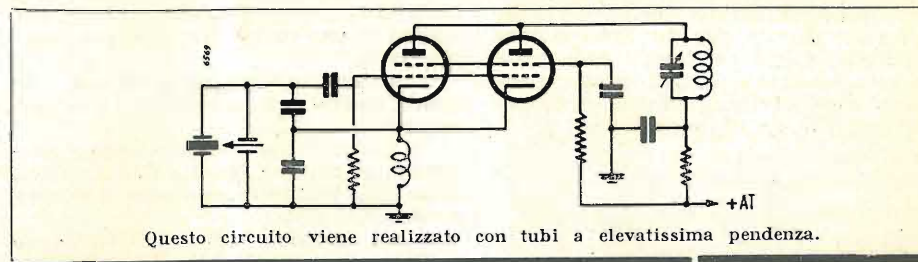 6569
+AT
Questo circuito viene realizzato con tubi a elevatissima pendenza.